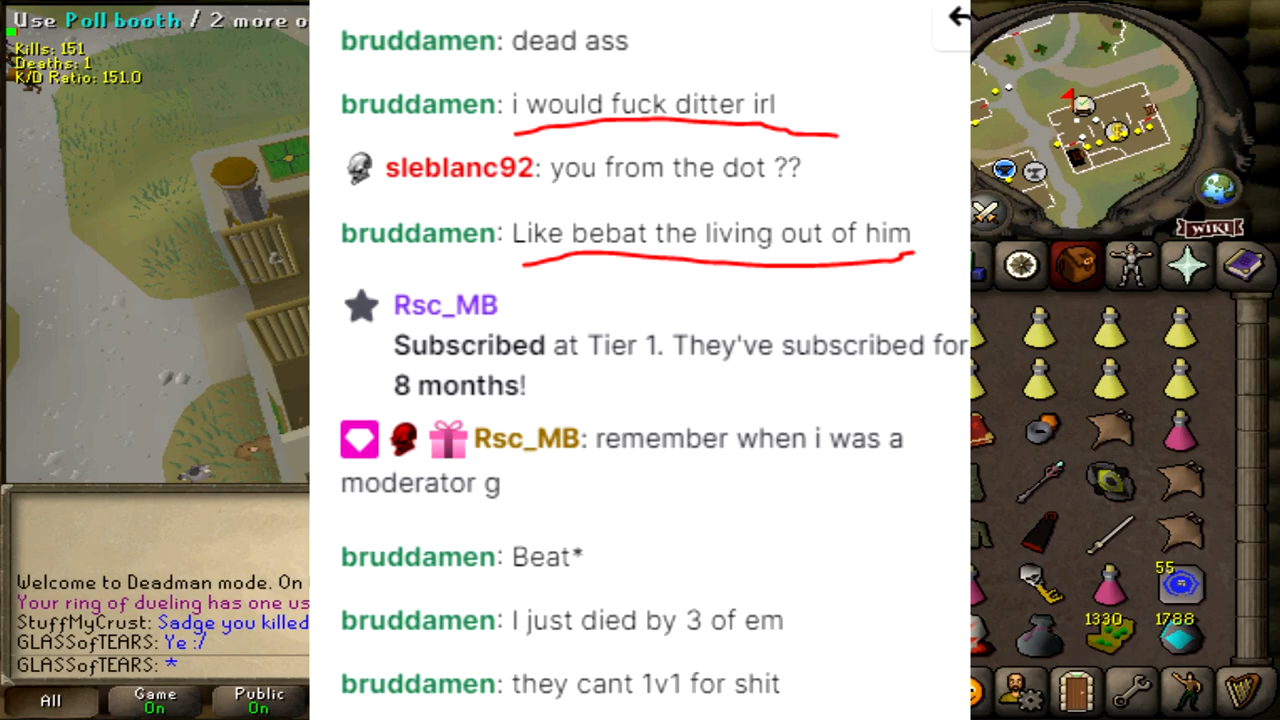 Use Poll booth / 2 more o
Kills: 151
Deaths: 1
K/D Ratio: 151.0
bruddamen: dead ass
bruddamen: i would fuck ditter irl
sleblanc92: you from the dot ??
bruddamen: Like bebat the living out of him
Rsc_MB
Subscribed at Tier 1. They've subscribed for
8 months!
Rsc_MB: remember when i was a
moderator g
bruddamen: Beat*
bruddamen: I just died by 3 of em
bruddamen: they cant 1v1 for shit
Welcome to Deadman mode. On
Your ring of dueling has one us
StuffMyCrust: Sadge you killed
GLASSofTEARS: Ye :/
GLASSofTEARS: *
All
Game
On
Public
On
WIKI
55
1330
1788